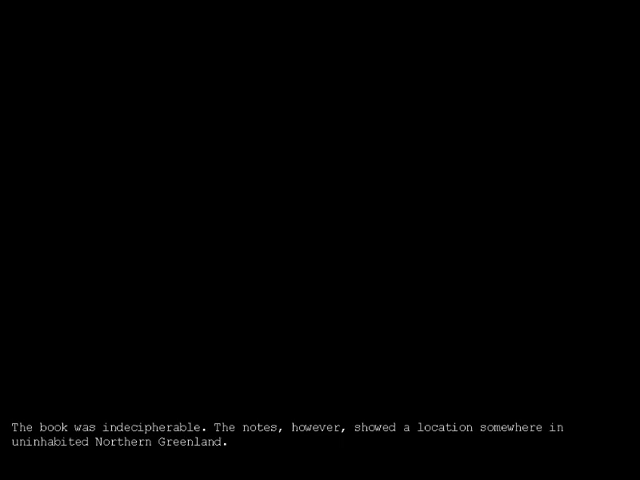 The book was indecipherable. The notes, however, showed a location somewhere in
uninhabited Northern Greenland.